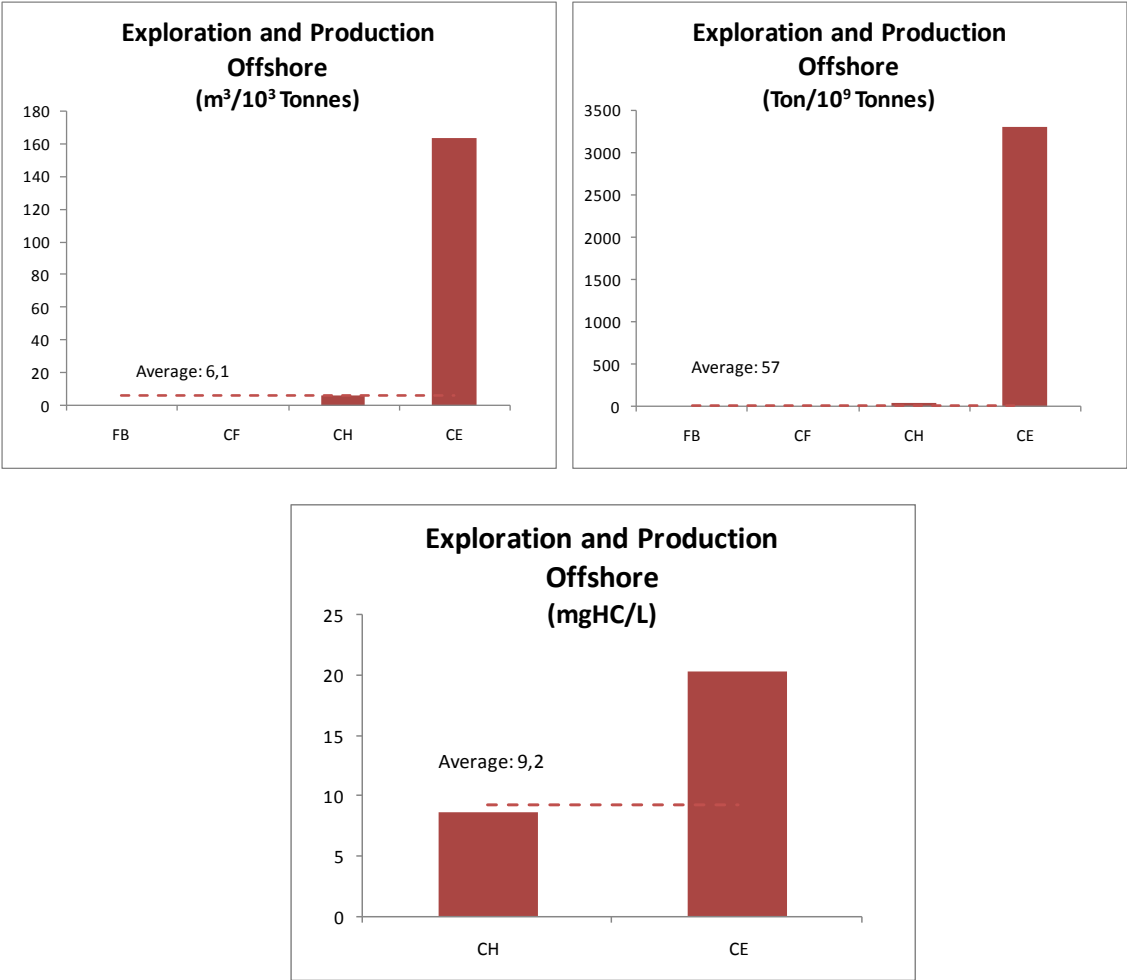 Exploration and Production
Offshore
(m³/10³ Tonnes)
180
160
140
120
100
80
60
40
20
0
Average: 6,1
FB CF CH CE
Exploration and Production
Offshore
(Ton/10⁹ Tonnes)
3500
3000
2500
2000
1500
1000
500
0
Average: 57
FB CF CH CE
Exploration and Production
Offshore
(mgHC/L)
25
20
15
10
5
0
Average: 9,2
CH CE